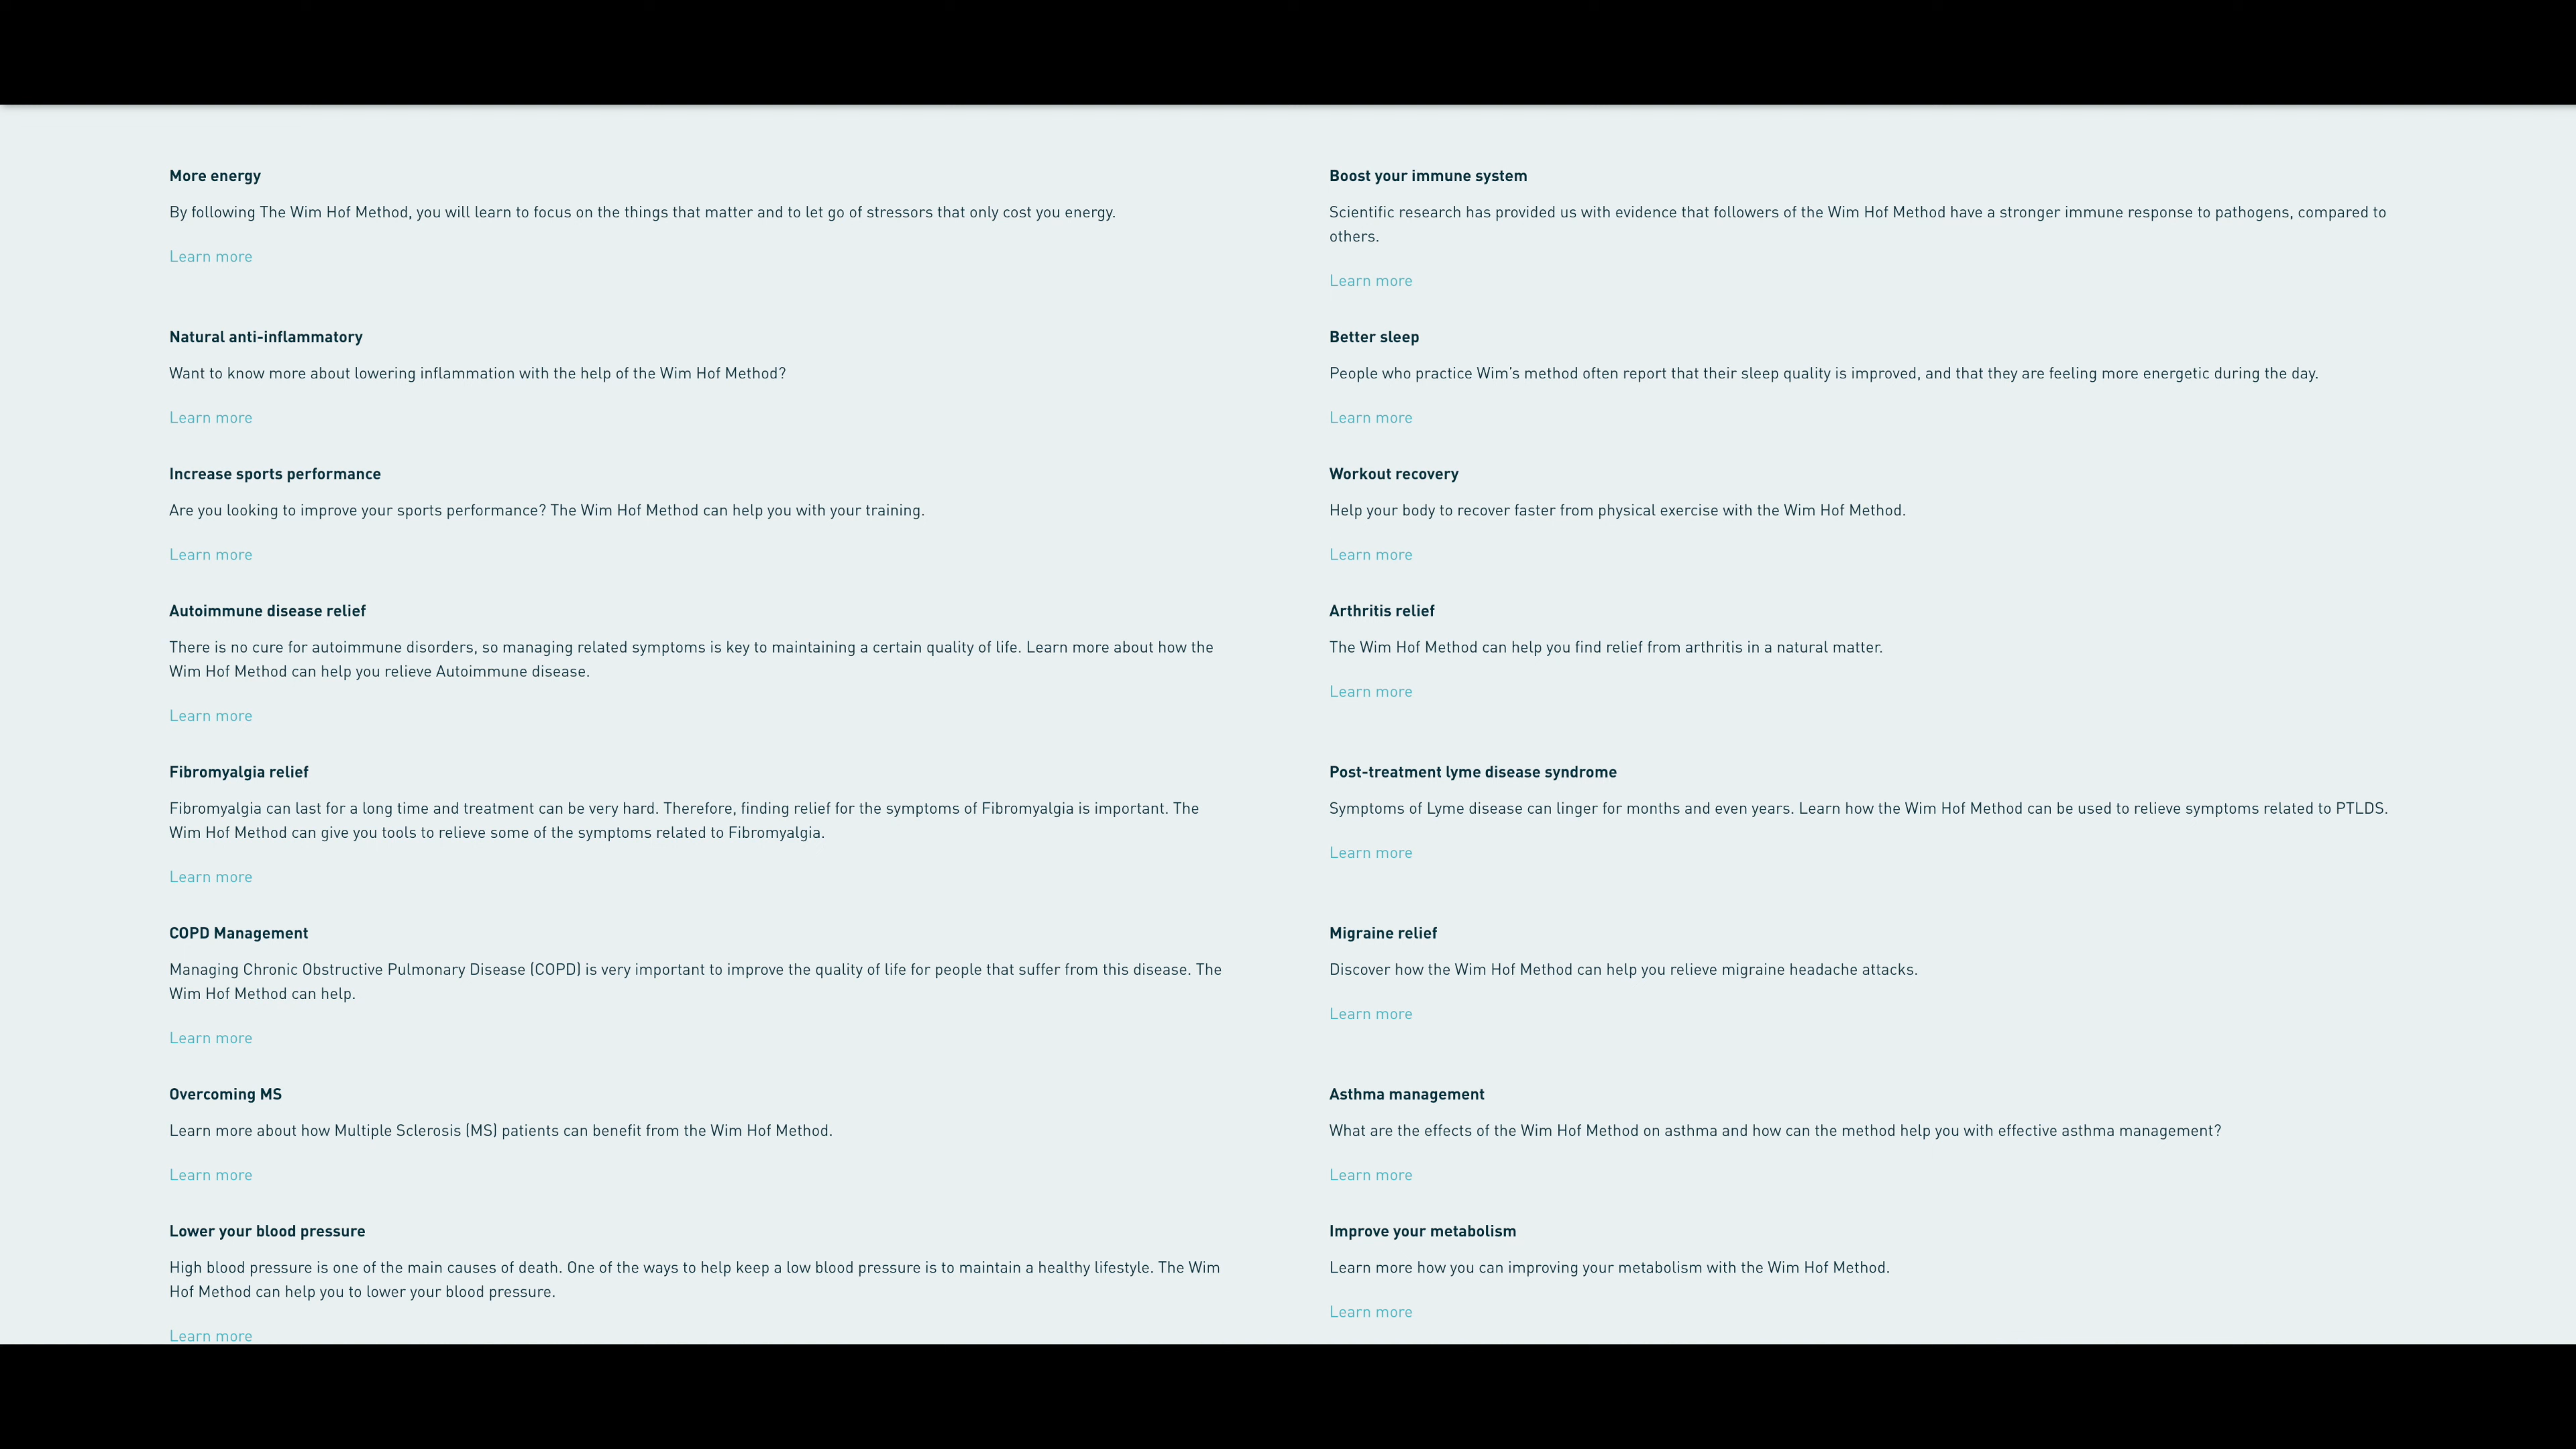 More energy
By following The Wim Hof Method, you will learn to focus on the things that matter and to let go of stressors that only cost you energy.
Learn more
Boost your immune system
Scientific research has provided us with evidence that followers of the Wim Hof Method have a stronger immune response to pathogens, compared to
others.
Learn more
Natural anti-inflammatory
Want to know more about lowering inflammation with the help of the Wim Hof Method?
Learn more
Better sleep
People who practice Wim's method often report that their sleep quality is improved, and that they are feeling more energetic during the day.
Learn more
Increase sports performance
Are you looking to improve your sports performance? The Wim Hof Method can help you with your training.
Learn more
Workout recovery
Help your body to recover faster from physical exercise with the Wim Hof Method.
Learn more
Autoimmune disease relief
There is no cure for autoimmune disorders, so managing related symptoms is key to maintaining a certain quality of life. Learn more about how the
Wim Hof Method can help you relieve Autoimmune disease.
Learn more
Arthritis relief
The Wim Hof Method can help you find relief from arthritis in a natural matter.
Learn more
Fibromyalgia relief
Fibromyalgia can last for a long time and treatment can be very hard. Therefore, finding relief for the symptoms of Fibromyalgia is important. The
Wim Hof Method can give you tools to relieve some of the symptoms related to Fibromyalgia.
Learn more
Post-treatment lyme disease syndrome
Symptoms of Lyme disease can linger for months and even years. Learn how the Wim Hof Method can be used to relieve symptoms related to PTLDS.
Learn more
COPD Management
Managing Chronic Obstructive Pulmonary Disease (COPD) is very important to improve the quality of life for people that suffer from this disease. The
Wim Hof Method can help.
Learn more
Migraine relief
Discover how the Wim Hof Method can help you relieve migraine headache attacks.
Learn more
Overcoming MS
Learn more about how Multiple Sclerosis (MS) patients can benefit from the Wim Hof Method.
Learn more
Asthma management
What are the effects of the Wim Hof Method on asthma and how can the method help you with effective asthma management?
Learn more
Lower your blood pressure
High blood pressure is one of the main causes of death. One of the ways to help keep a low blood pressure is to maintain a healthy lifestyle. The Wim
Hof Method can help you to lower your blood pressure.
Learn more
Improve your metabolism
Learn more how you can improving your metabolism with the Wim Hof Method.
Learn more